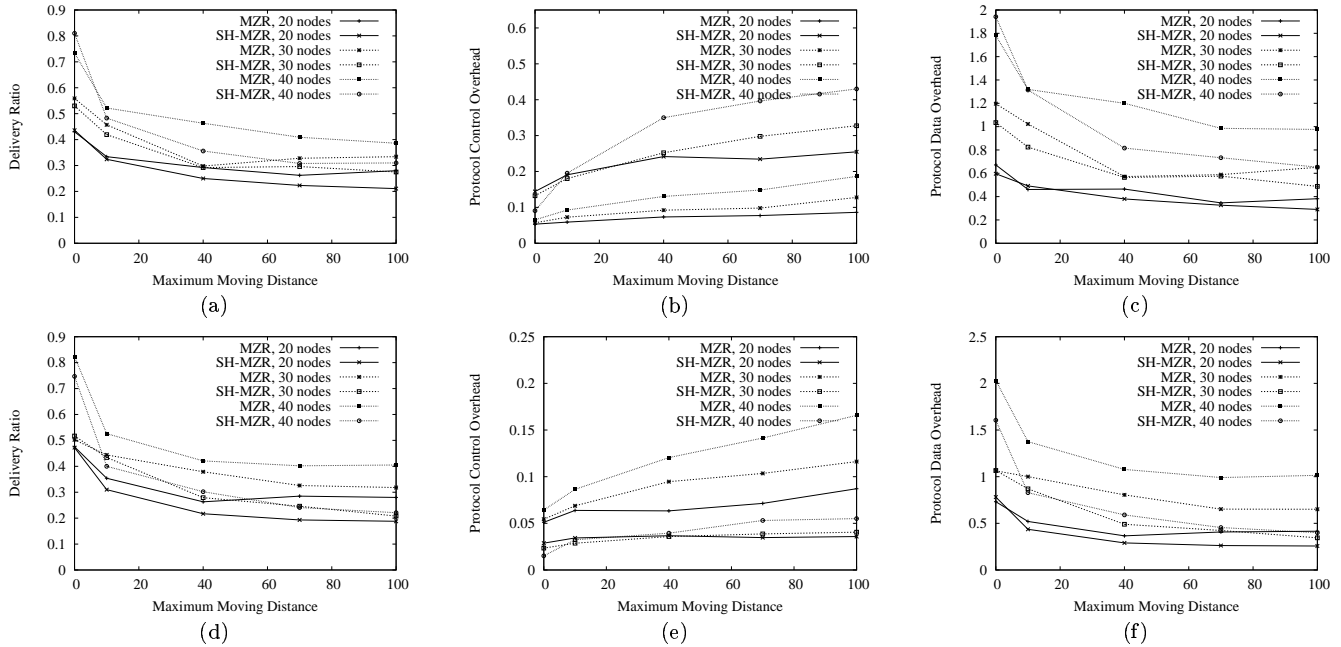 0.9
0.8
0.7
0.6
0.5
0.4
0.3
0.2
0.1
0
Delivery Ratio
MZR, 20 nodes
SH-MZR, 20 nodes
MZR, 30 nodes
SH-MZR, 30 nodes
MZR, 40 nodes
SH-MZR, 40 nodes
0 20 40 60 80 100
Maximum Moving Distance
(a)
0.6
0.5
0.4
0.3
0.2
0.1
0
Protocol Control Overhead
MZR, 20 nodes
SH-MZR, 20 nodes
MZR, 30 nodes
SH-MZR, 30 nodes
MZR, 40 nodes
SH-MZR, 40 nodes
0 20 40 60 80 100
Maximum Moving Distance
(b)
2
1.8
1.6
1.4
1.2
1
0.8
0.6
0.4
0.2
0
Protocol Data Overhead
MZR, 20 nodes
SH-MZR, 20 nodes
MZR, 30 nodes
SH-MZR, 30 nodes
MZR, 40 nodes
SH-MZR, 40 nodes
0 20 40 60 80 100
Maximum Moving Distance
(c)
0.9
0.8
0.7
0.6
0.5
0.4
0.3
0.2
0.1
0
Delivery Ratio
MZR, 20 nodes
SH-MZR, 20 nodes
MZR, 30 nodes
SH-MZR, 30 nodes
MZR, 40 nodes
SH-MZR, 40 nodes
0 20 40 60 80 100
Maximum Moving Distance
(d)
0.25
0.2
0.15
0.1
0.05
0
Protocol Control Overhead
MZR, 20 nodes
SH-MZR, 20 nodes
MZR, 30 nodes
SH-MZR, 30 nodes
MZR, 40 nodes
SH-MZR, 40 nodes
0 20 40 60 80 100
Maximum Moving Distance
(e)
2.5
2
1.5
1
0.5
0
Protocol Data Overhead
MZR, 20 nodes
SH-MZR, 20 nodes
MZR, 30 nodes
SH-MZR, 30 nodes
MZR, 40 nodes
SH-MZR, 40 nodes
0 20 40 60 80 100
Maximum Moving Distance
(f)